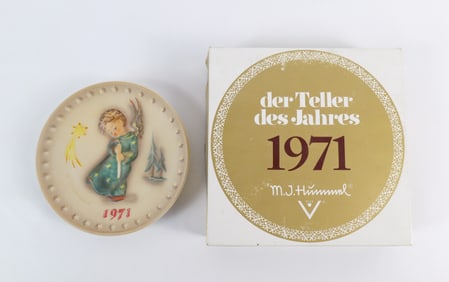 1971
der Teller
des Jahres
1971
M.J.Hummel